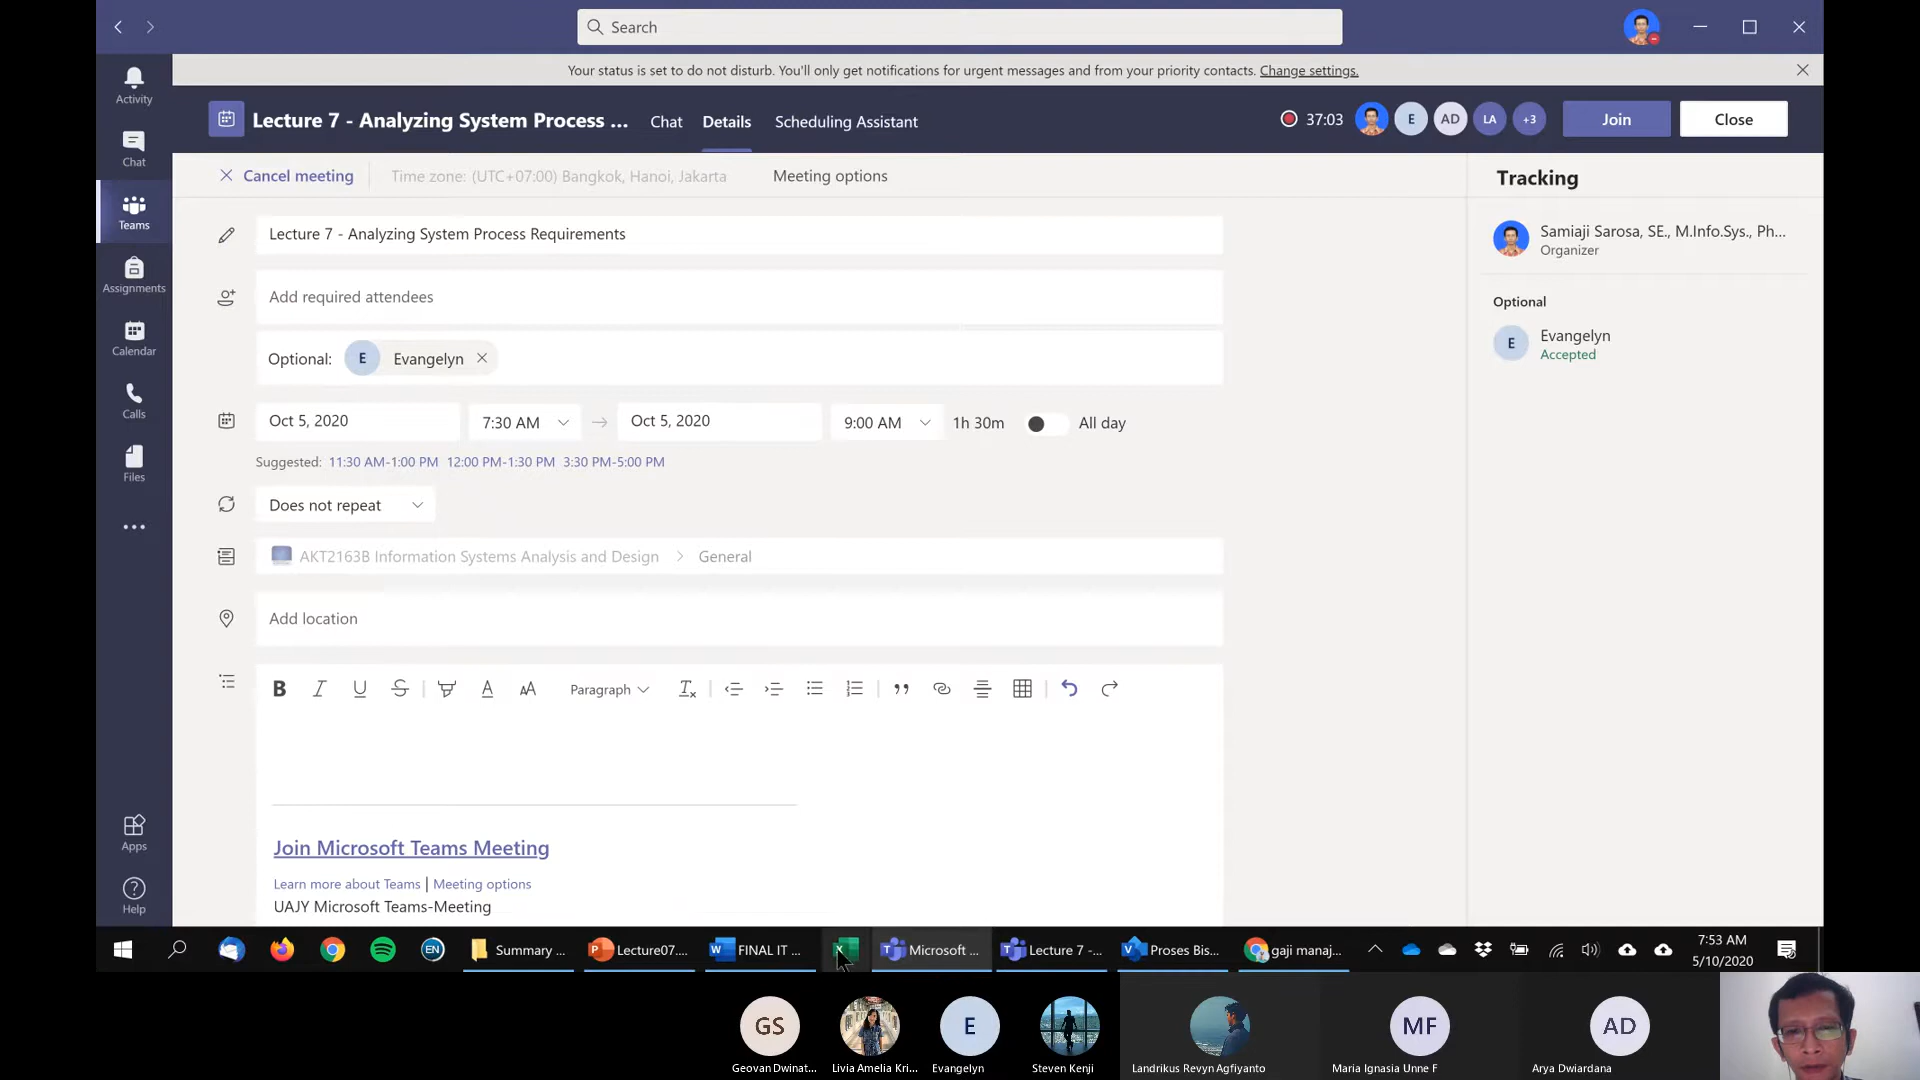 Search
Your status is set to do not disturb. You'll only get notifications for urgent messages and from your priority contacts. Change settings.
Activity
Chat
Teams
Assignments
Calendar
Calls
Files
Apps
Help
Lecture 7 - Analyzing System Process ...
Chat
Details
Scheduling Assistant
37:03
E
AD
LA
+3
Join
Close
Cancel meeting
Time zone: (UTC+07:00) Bangkok, Hanoi, Jakarta
Meeting options
Lecture 7 - Analyzing System Process Requirements
Add required attendees
Optional: E Evangelyn
Oct 5, 2020 7:30 AM Oct 5, 2020 9:00 AM 1h 30m All day
Suggested: 11:30 AM-1:00 PM 12:00 PM-1:30 PM 3:30 PM-5:00 PM
Does not repeat
AKT2163B Information Systems Analysis and Design > General
Add location
B I U S A AA Paragraph
Join Microsoft Teams Meeting
Learn more about Teams | Meeting options
UAJY Microsoft Teams-Meeting
Tracking
Samiaji Sarosa, SE., M.Info.Sys., Ph...
Organizer
Optional
E
Evangelyn
Accepted
EN
Summary ...
Lecture07....
FINAL IT ...
Microsoft ...
Lecture 7 -...
Proses Bis...
gaji manaj...
7:53 AM
5/10/2020
GS
E
MF
AD
Geovan Dwinat...
Livia Amelia Kri...
Evangelyn
Steven Kenji
Landrikus Revyn Agfiyanto
Maria Ignasia Unne F
Arya Dwiardana